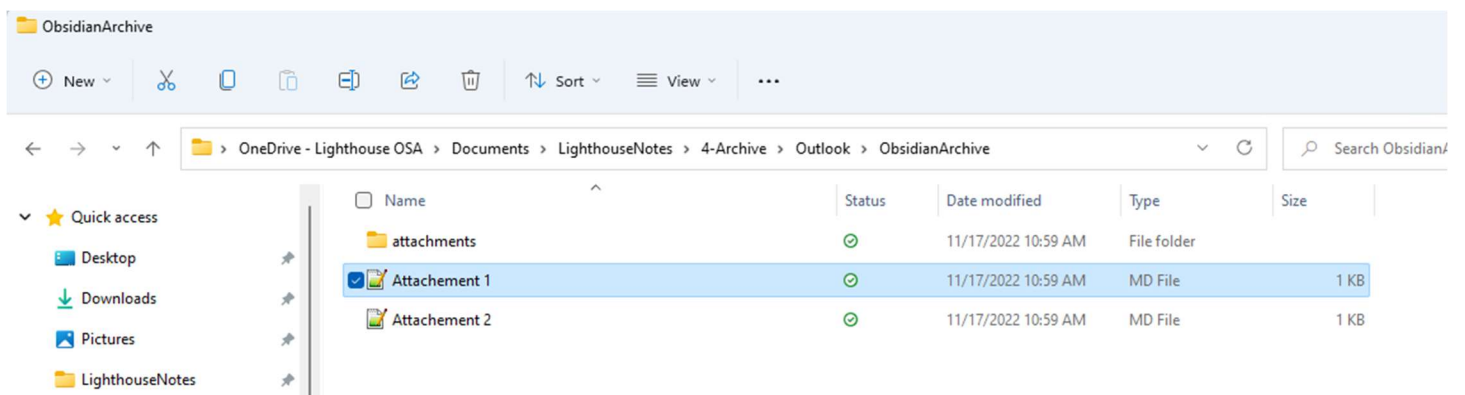 ObsidianArchive
New Sort View
OneDrive - Lighthouse OSA > Documents > LighthouseNotes > 4-Archive > Outlook > ObsidianArchive Search ObsidianA
Name Status Date modified Type Size
Quick access
attachments 11/17/2022 10:59 AM File folder
Desktop
Attachement 1 11/17/2022 10:59 AM MD File 1 KB
Downloads
Attachement 2 11/17/2022 10:59 AM MD File 1 KB
Pictures
LighthouseNotes